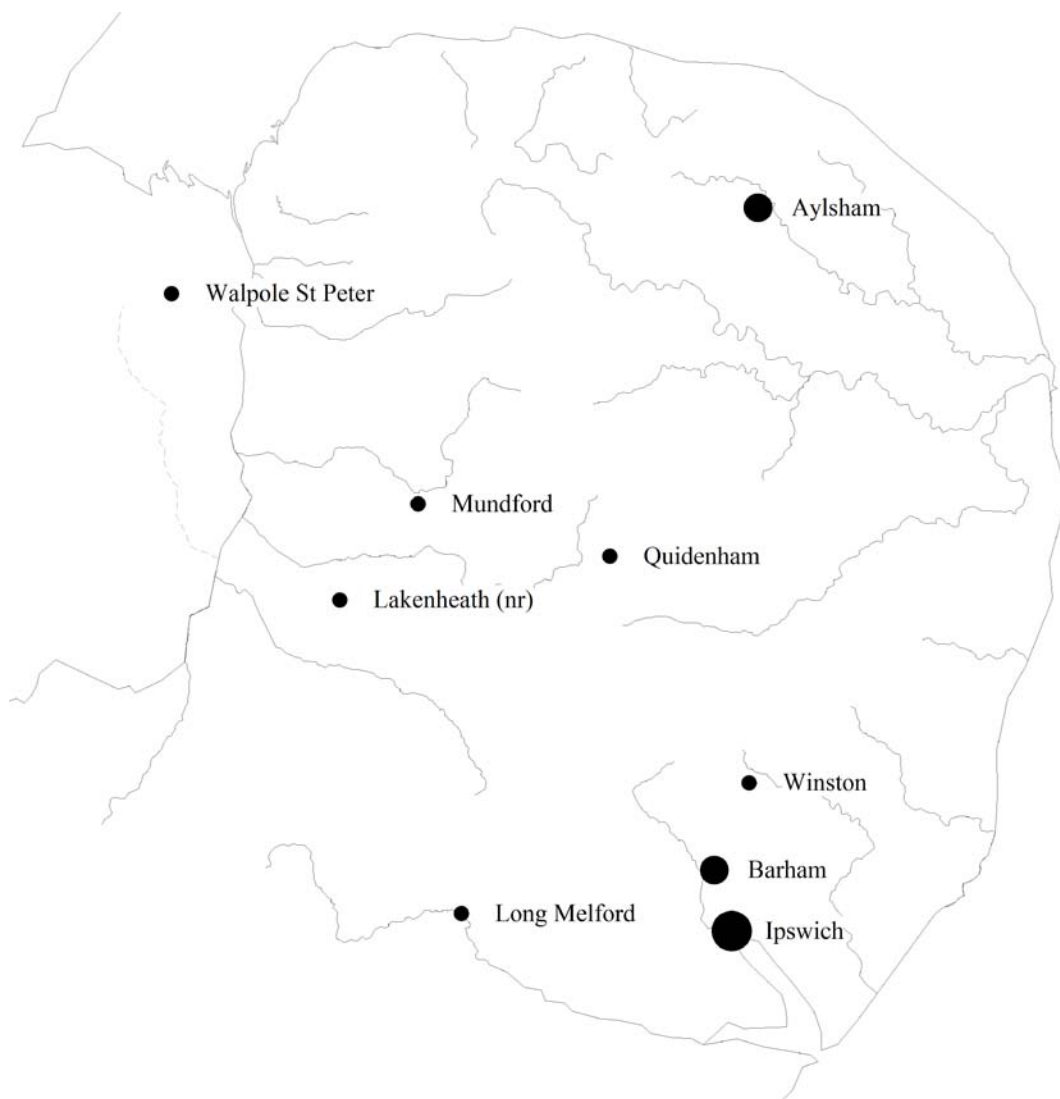 Aylsham
Walpole St Peter
Mundford
Quidenham
Lakenheath (nr)
Winston
Barham
Long Melford
Ipswich